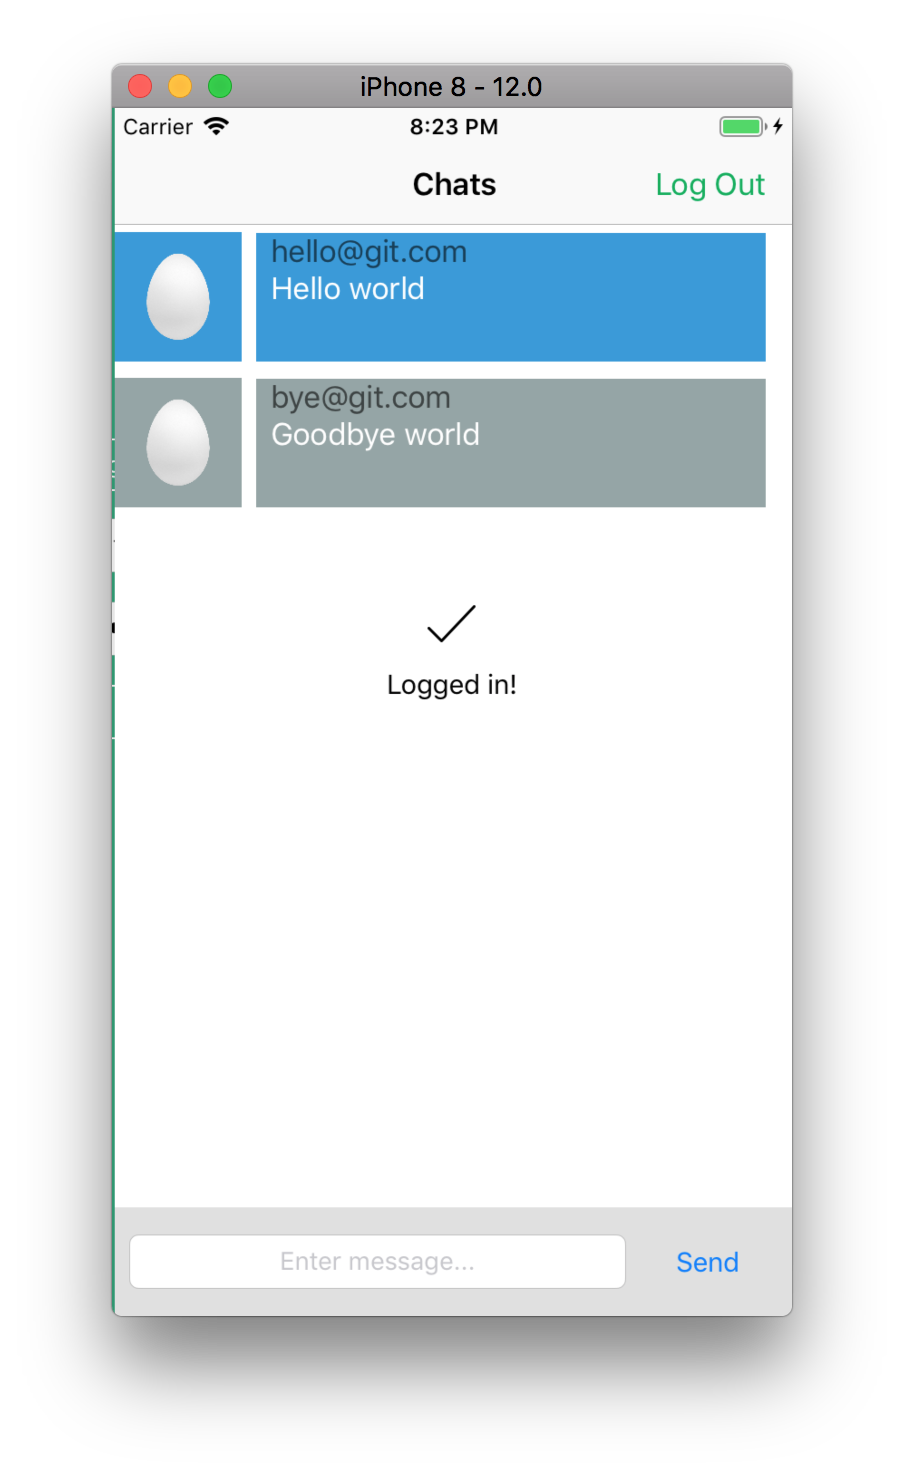 iPhone 8 - 12.0
Carrier 8:23 PM
Chats Log Out
hello@git.com
Hello world
bye@git.com
Goodbye world
Logged in!
Enter message... Send